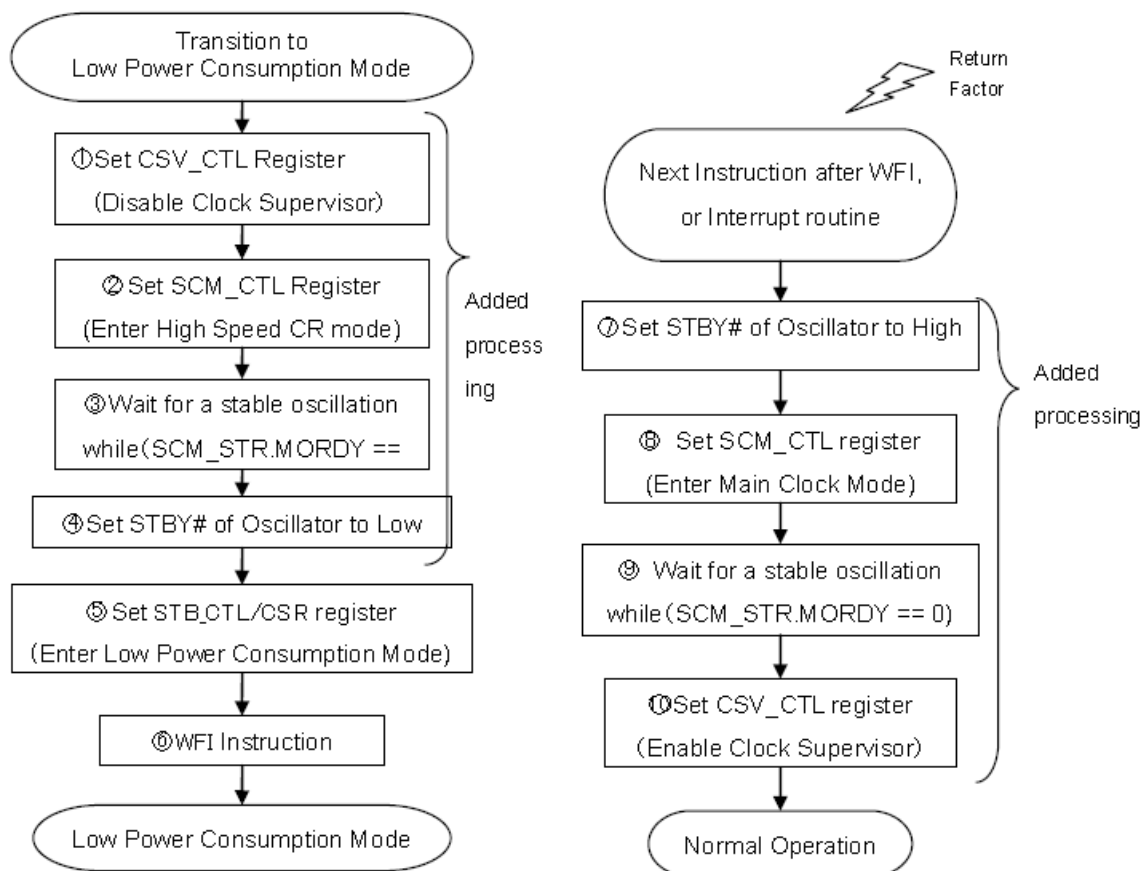 Transition to
Low Power Consumption Mode
①Set CSV_CTL Register
(Disable Clock Supervisor)
② Set SCM_CTL Register
(Enter High Speed CR mode)
③Wait for a stable oscillation
while(SCM_STR.MORDY ==
④Set STBY# of Oscillator to Low
Added
process
ing
⑤ Set STB_CTL/CSR register
(Enter Low Power Consumption Mode)
⑥WFI Instruction
Low Power Consumption Mode
Return
Factor
Next Instruction after WFI,
or Interrupt routine
⑦Set STBY# of Oscillator to High
⑧ Set SCM_CTL register
(Enter Main Clock Mode)
⑨ Wait for a stable oscillation
while(SCM_STR.MORDY == 0)
⑩Set CSV_CTL register
(Enable Clock Supervisor)
Added
processing
Normal Operation